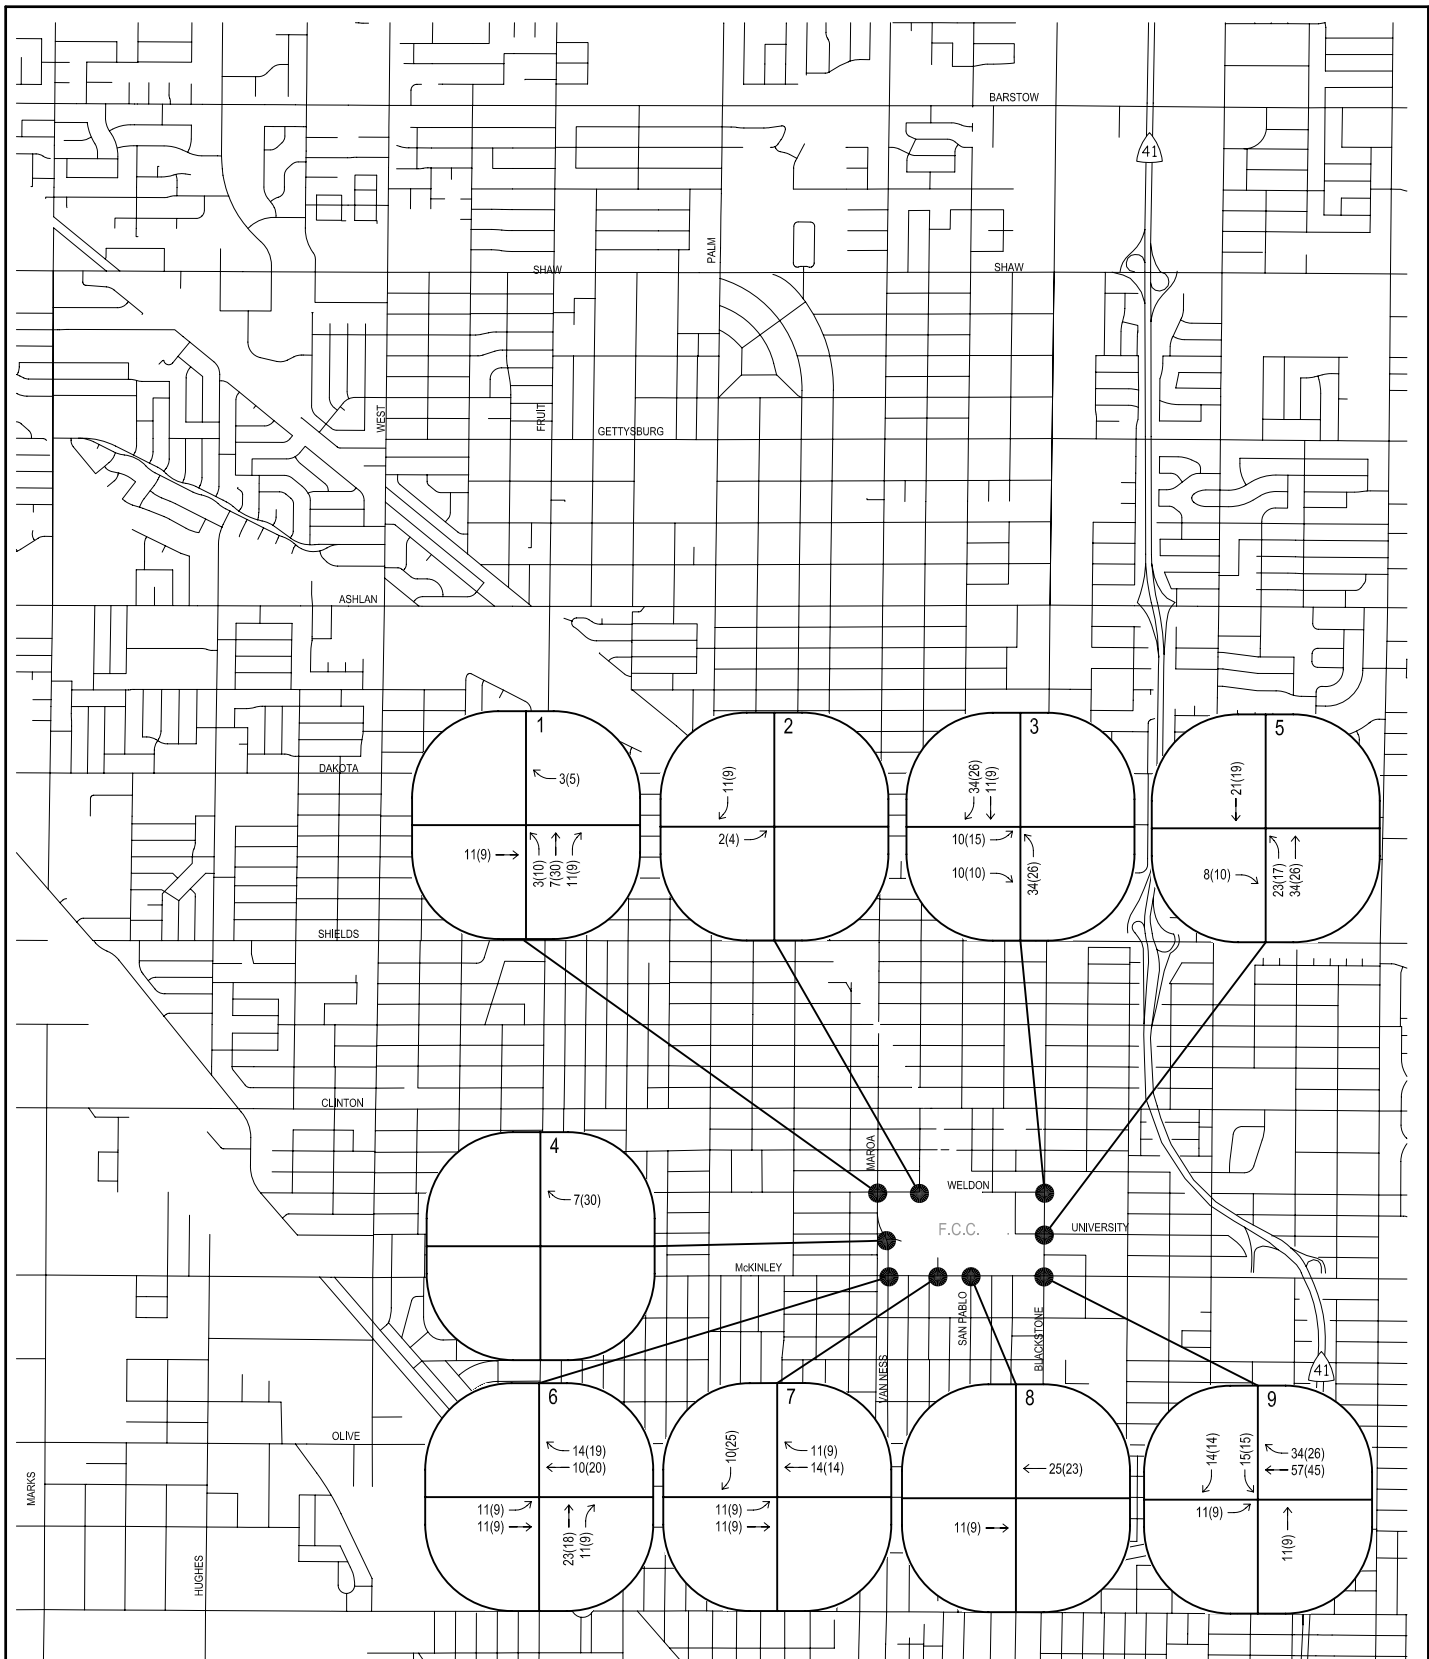 BARSTOW
41
PALM
SHAW
SHAW
WEST
FRUIT
GETTYSBURG
ASHLAN
1
3(5)
11(9)
3(10)
7(30)
11(9)
2
11(9)
2(4)
3
34(26)
11(9)
10(15)
10(10)
34(26)
5
21(19)
8(10)
23(17)
34(26)
DAKOTA
SHIELDS
CLINTON
4
7(30)
MAROA
WELDON
F.C.C.
UNIVERSITY
McKINLEY
SAN PABLO
BLACKSTONE
VAN NESS
41
6
14(19)
10(20)
11(9)
11(9)
23(18)
11(9)
7
10(25)
11(9)
14(14)
11(9)
11(9)
8
25(23)
11(9)
9
14(14)
15(15)
34(26)
57(45)
11(9)
11(9)
OLIVE
MARKS
HUGHES